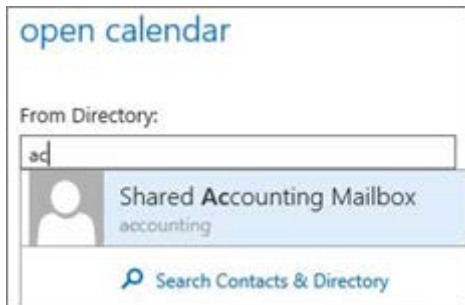 open calendar
From Directory:
ac
Shared Accounting Mailbox
accounting
Search Contacts & Directory